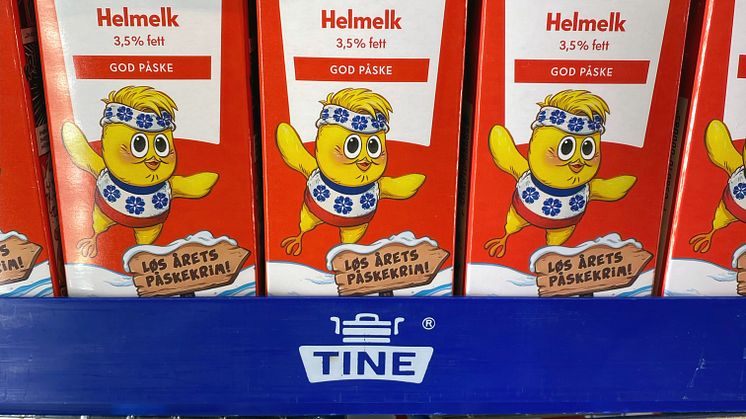 Helmelk
3,5% fett
GOD PÅSKE
LØS ÅRETS
PÅSKEKRIM!
Helmelk
3,5% fett
GOD PÅSKE
LØS ÅRETS
PÅSKEKRIM!
Helmelk
3,5% fett
GOD PÅSKE
LØS ÅRETS
PÅSKEKRIM!
TINE ®